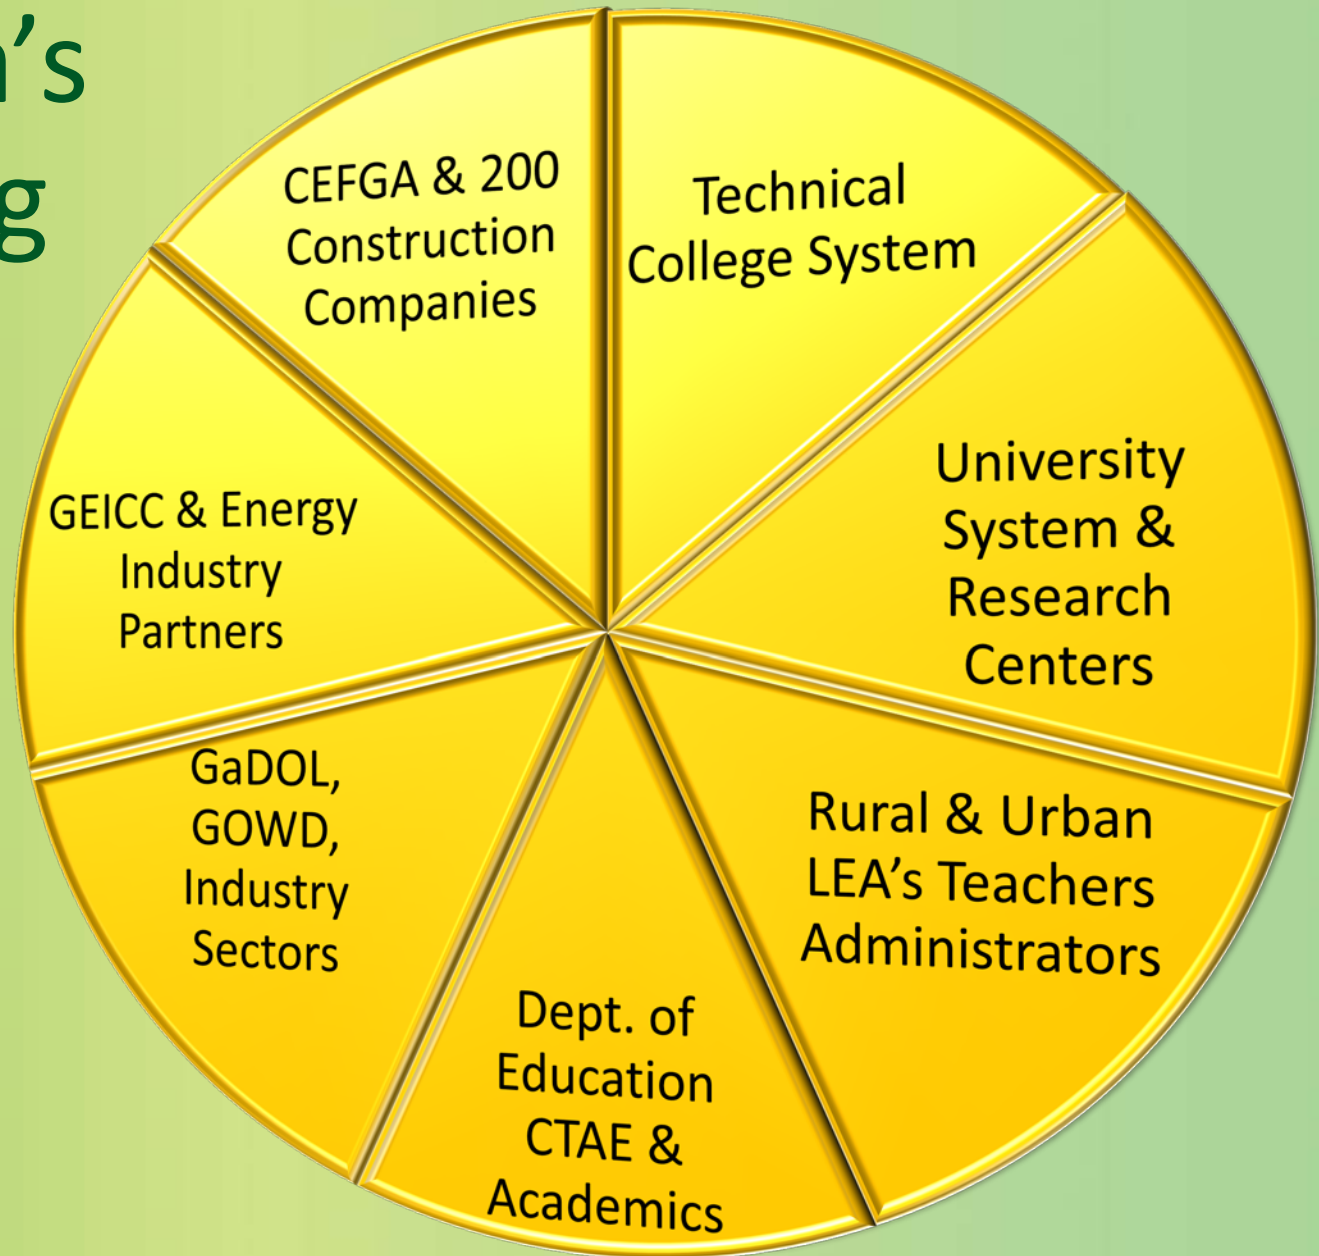 n's
g
CEFGA & 200
Construction
Companies
Technical
College System
University
System &
Research
Centers
Rural & Urban
LEA's Teachers
Administrators
Dept. of
Education
CTAE &
Academics
GaDOL,
GOWD,
Industry
Sectors
GEICC & Energy
Industry
Partners